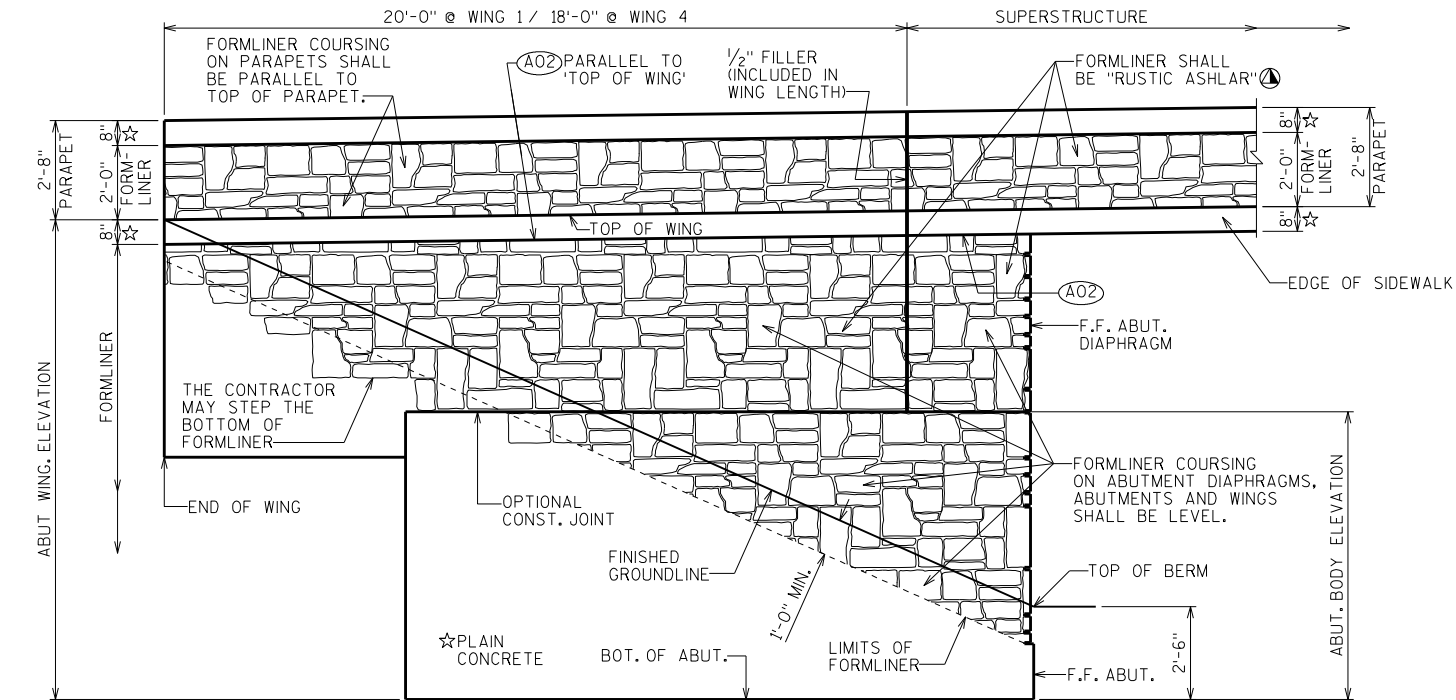 20'-0" @ WING 1 / 18'-0" @ WING 4
SUPERSTRUCTURE
FORMLINER COURSING
ON PARAPETS SHALL
BE PARALLEL TO
TOP OF PARAPET.
A02
PARALLEL TO
'TOP OF WING'
1/2" FILLER
(INCLUDED IN
WING LENGTH)
FORMLINER SHALL
BE "RUSTIC ASHLAR"
2'-8"
PARAPET
8"
2'-0"
FORM-
LINER
8"
8"
2'-0"
FORM-
LINER
8"
2'-8"
PARAPET
TOP OF WING
EDGE OF SIDEWALK
A02
F.F. ABUT.
DIAPHRAGM
ABUT WING. ELEVATION
FORMLINER
THE CONTRACTOR
MAY STEP THE
BOTTOM OF
FORMLINER
END OF WING
OPTIONAL
CONST. JOINT
FINISHED
GROUNDLINE
1'-0" MIN.
FORMLINER COURSING
ON ABUTMENT DIAPHRAGMS,
ABUTMENTS AND WINGS
SHALL BE LEVEL.
TOP OF BERM
ABUT. BODY ELEVATION
2'-6"
☆PLAIN
CONCRETE
BOT. OF ABUT.
LIMITS OF
FORMLINER
F.F. ABUT.